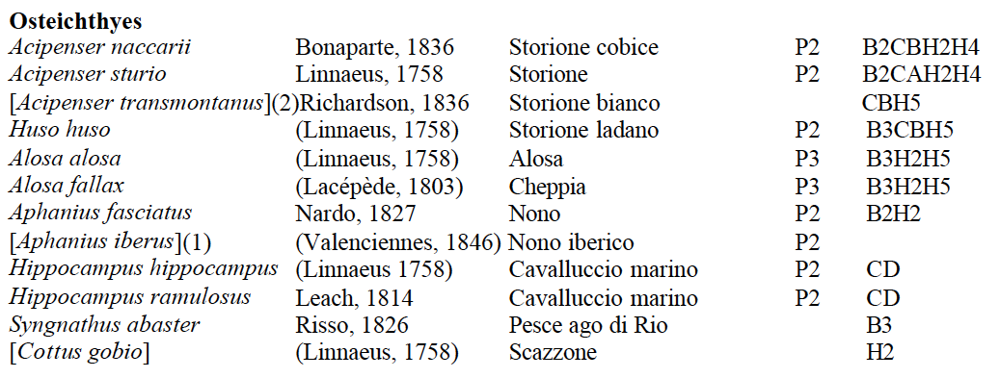 Osteichthyes
Acipenser naccarii Bonaparte, 1836 Storione cobice P2 B2CBH2H4
Acipenser sturio Linnaeus, 1758 Storione P2 B2CAH2H4
[Acipenser transmontanus](2)Richardson, 1836 Storione bianco CBH5
Huso huso (Linnaeus, 1758) Storione ladano P2 B3CBH5
Alosa alosa (Linnaeus, 1758) Alosa P3 B3H2H5
Alosa fallax (Lacépède, 1803) Cheppia P3 B3H2H5
Aphanius fasciatus Nardo, 1827 Nono P2 B2H2
[Aphanius iberus](1) (Valenciennes, 1846) Nono iberico P2
Hippocampus hippocampus (Linnaeus 1758) Cavalluccio marino P2 CD
Hippocampus ramulosus Leach, 1814 Cavalluccio marino P2 CD
Syngnathus abaster Risso, 1826 Pesce ago di Rio B3
[Cottus gobio] (Linnaeus, 1758) Scazzone H2